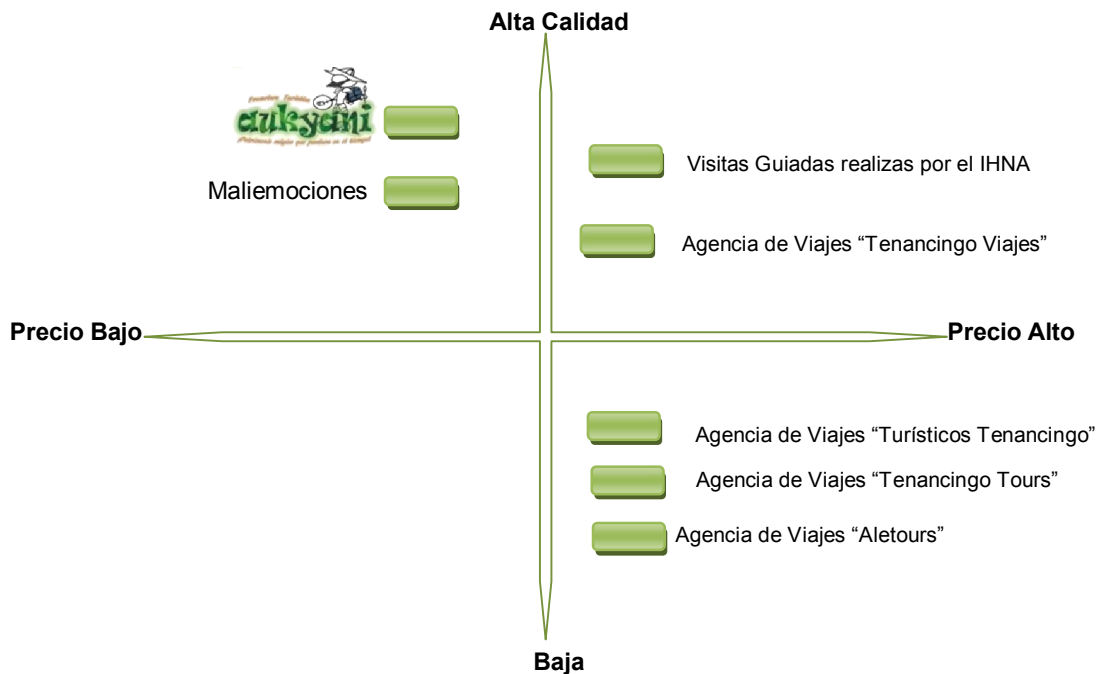 Alta Calidad
aukyani
Maliemociones
Visitas Guiadas realizas por el IHNA
Agencia de Viajes “Tenancingo Viajes”
Precio Bajo
Precio Alto
Agencia de Viajes “Turísticos Tenancingo”
Agencia de Viajes “Tenancingo Tours”
Agencia de Viajes “Aletours”
Baja